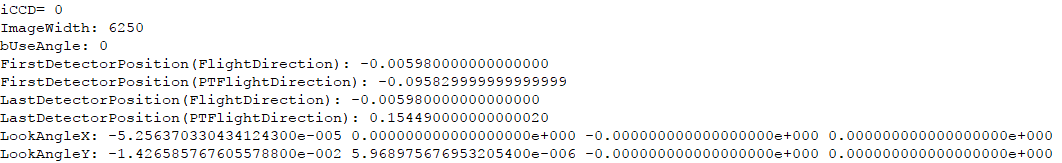 iCCD= 0
ImageWidth: 6250
bUseAngle: 0
FirstDetectorPosition(FlightDirection): -0.005980000000000000
FirstDetectorPosition(PTFlightDirection): -0.095829999999999999
LastDetectorPosition(FlightDirection): -0.005980000000000000
LastDetectorPosition(PTFlightDirection): 0.154490000000000020
LookAngleX: -5.256370330434124300e-005 0.000000000000000000e+000 -0.000000000000000000e+000 0.000000000000000000e+000
LookAngleY: -1.426585767605578800e-002 5.968975676953205400e-006 -0.000000000000000000e+000 0.000000000000000000e+000